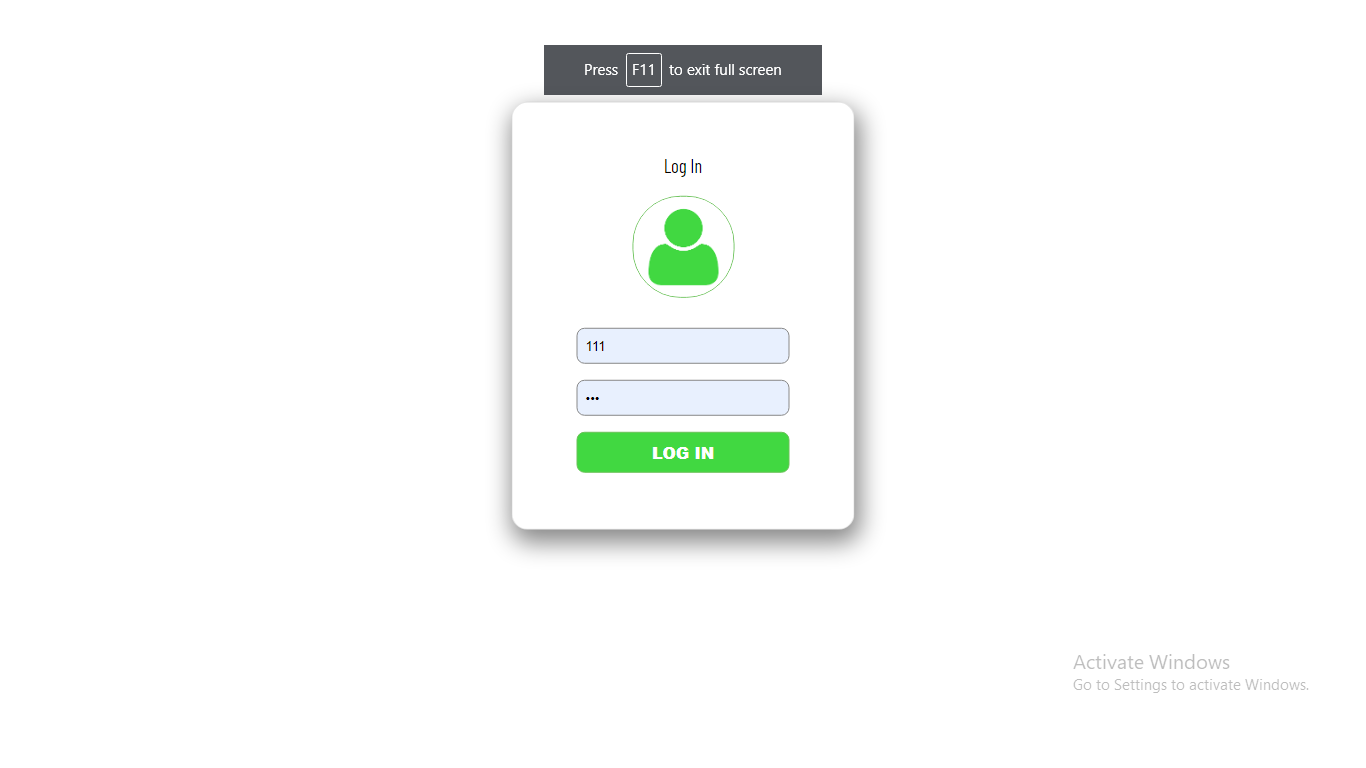 Press F11 to exit full screen
Log In
111
•••
LOG IN
Activate Windows
Go to Settings to activate Windows.